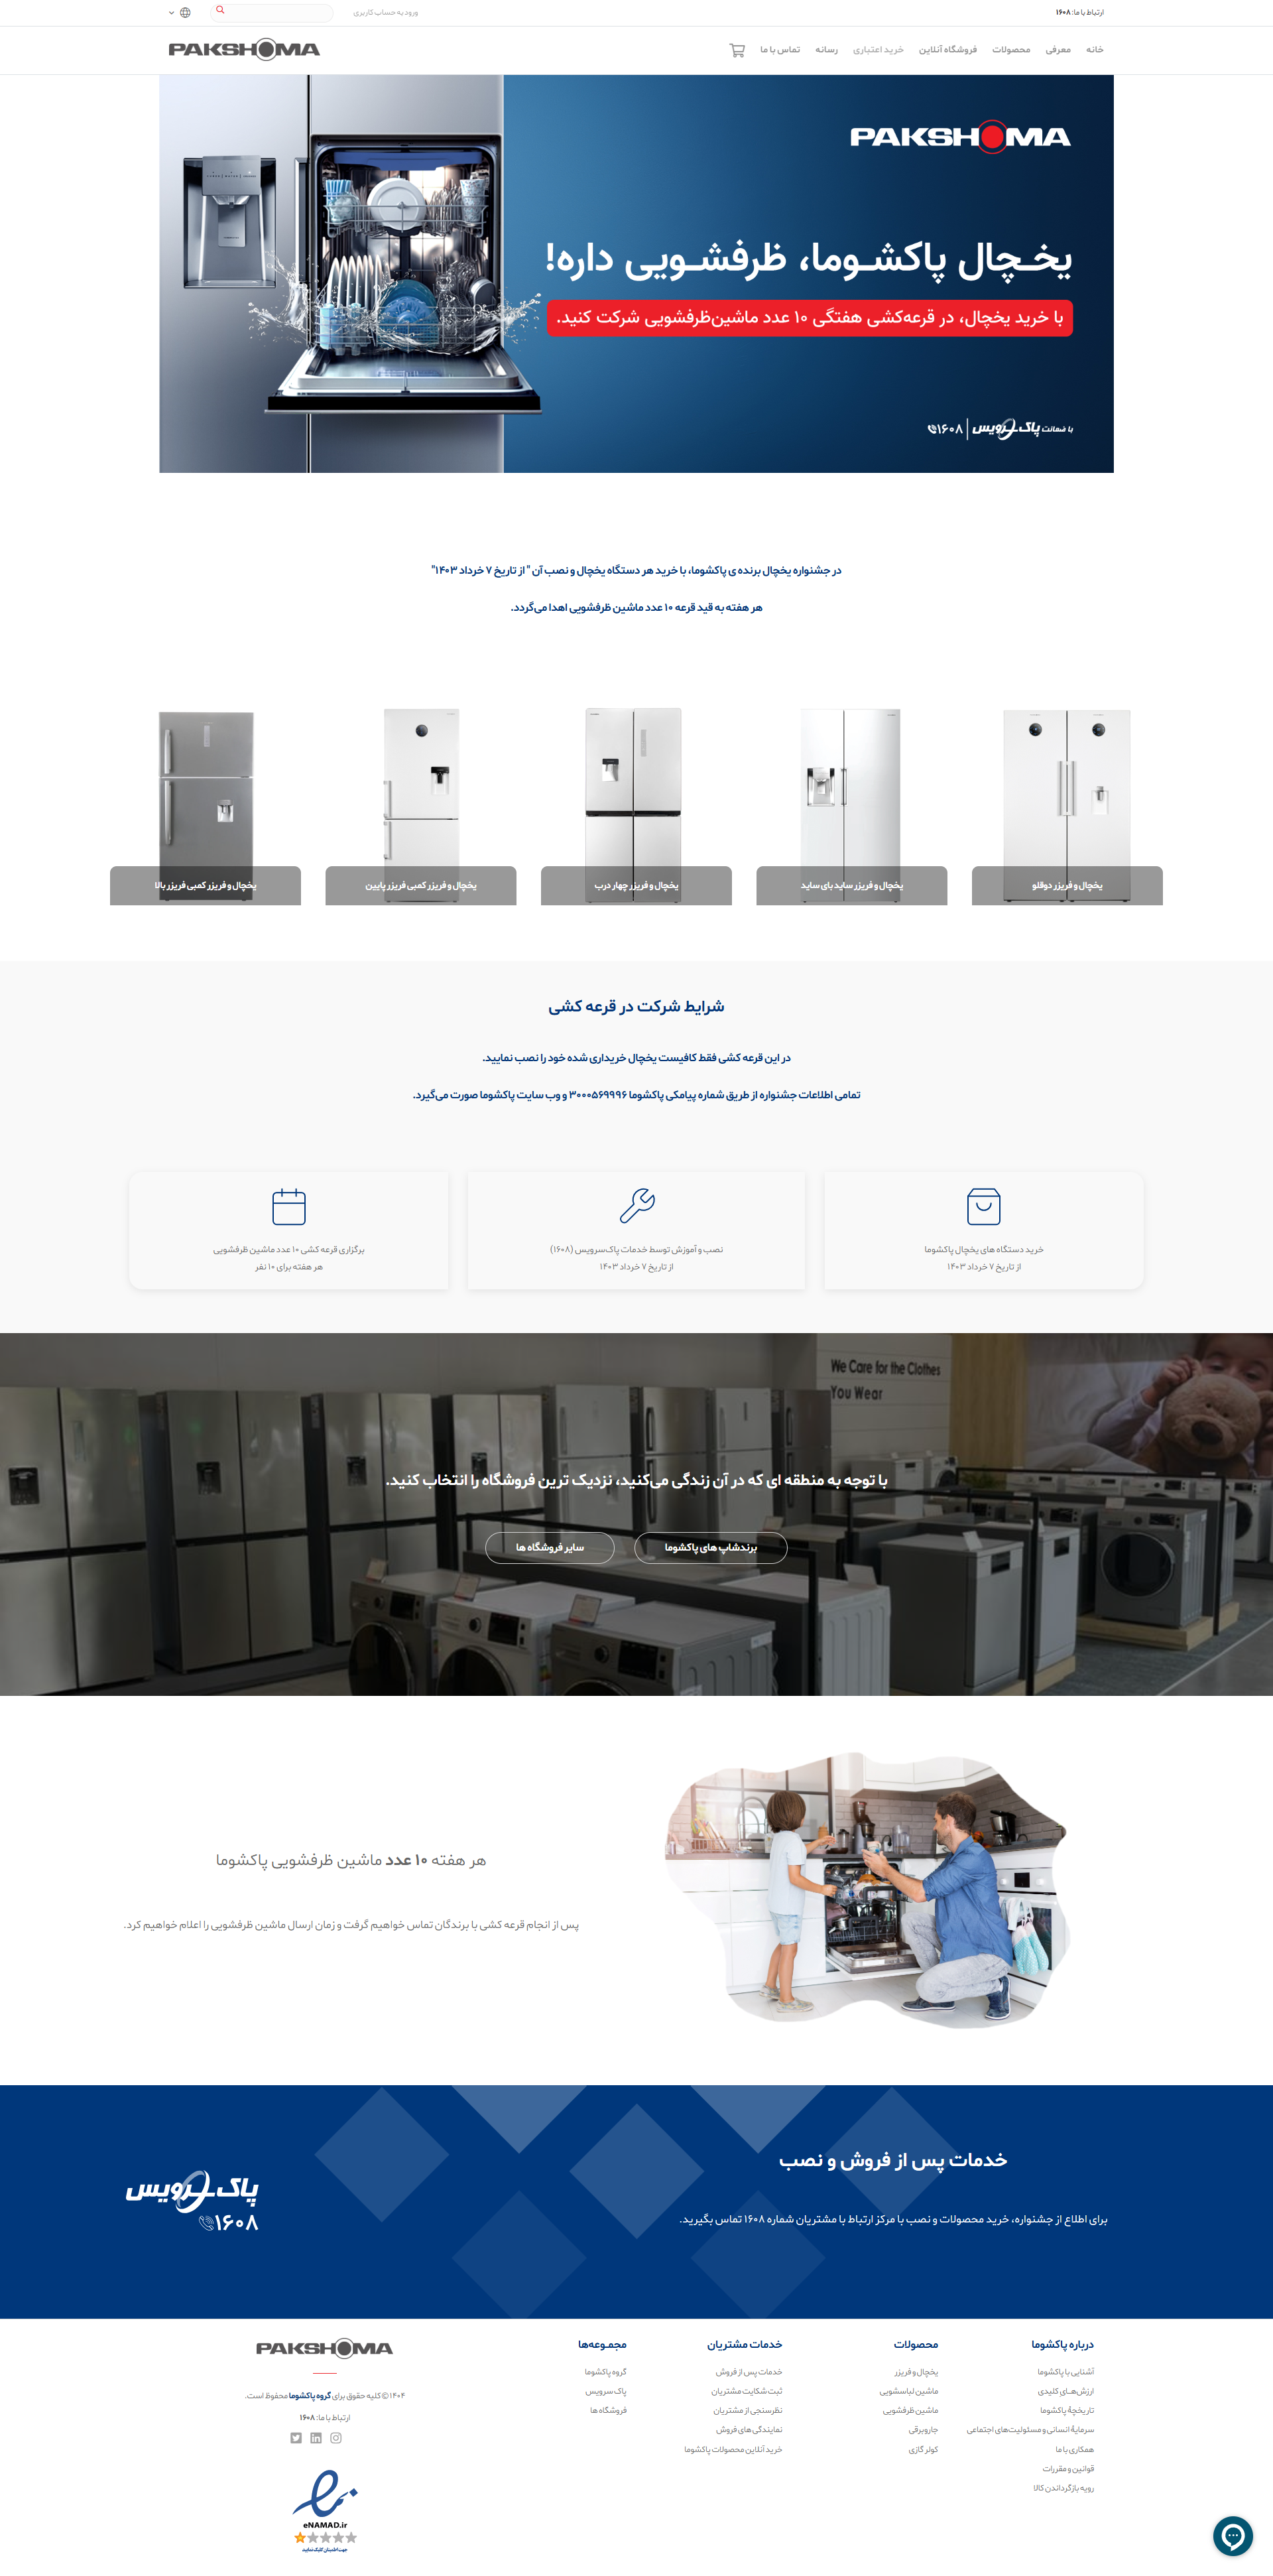 ارتباط با ما: ۱۶۰۸
ورود به حساب کاربری
خانه
معرفی
محصولات
فروشگاه آنلاین
خرید اعتباری
رسانه
تماس با ما
PAKSHOMA
PAKSHOMA
یخچال پاکشوما، ظرفشویی داره!
با خرید یخچال، در قرعه‌کشی هفتگی ۱۰ عدد ماشین‌ظرفشویی شرکت کنید.
با ضمانت پاک‌سرویس ۱۶۰۸
در جشنواره یخچال برنده ی پاکشوما، با خرید هر دستگاه یخچال و نصب آن " از تاریخ ۷ خرداد ۱۴۰۳"
هر هفته به قید قرعه ۱۰ عدد ماشین ظرفشویی اهدا می‌گردد.
یخچال و فریزر دوقلو
یخچال و فریزر ساید بای ساید
یخچال و فریزر چهار درب
یخچال و فریزر کمبی فریزر پایین
یخچال و فریزر کمبی فریزر بالا
شرایط شرکت در قرعه کشی
در این قرعه کشی فقط کافیست یخچال خریداری شده خود را نصب نمایید.
تمامی اطلاعات جشنواره از طریق شماره پیامکی پاکشوما ۳۰۰۰۵۶۹۹۹۶ و وب سایت پاکشوما صورت می‌گیرد.
خرید دستگاه های یخچال پاکشوما
از تاریخ ۷ خرداد ۱۴۰۳
نصب و آموزش توسط خدمات پاک‌سرویس (۱۶۰۸)
از تاریخ ۷ خرداد ۱۴۰۳
برگزاری قرعه کشی ۱۰ عدد ماشین ظرفشویی
هر هفته برای ۱۰ نفر
We Care for the Clothes
You Wear
با توجه به منطقه ای که در آن زندگی می‌کنید، نزدیک ترین فروشگاه را انتخاب کنید.
برندشاپ های پاکشوما
سایر فروشگاه ها
هر هفته ۱۰ عدد ماشین ظرفشویی پاکشوما
پس از انجام قرعه کشی با برندگان تماس خواهیم گرفت و زمان ارسال ماشین ظرفشویی را اعلام خواهیم کرد.
خدمات پس از فروش و نصب
برای اطلاع از جشنواره، خرید محصولات و نصب با مرکز ارتباط با مشتریان شماره ۱۶۰۸ تماس بگیرید.
پاک‌سرویس
۱۶۰۸
درباره پاکشوما
آشنایی با پاکشوما
ارزش‌های کلیدی
تاریخچهٔ پاکشوما
سرمایهٔ انسانی و مسئولیت‌های اجتماعی
همکاری با ما
قوانین و مقررات
رویه بازگرداندن کالا
محصولات
یخچال و فریزر
ماشین لباسشویی
ماشین ظرفشویی
جاروبرقی
کولر گازی
خدمات مشتریان
خدمات پس از فروش
ثبت شکایت مشتریان
نظرسنجی از مشتریان
نمایندگی های فروش
خرید آنلاین محصولات پاکشوما
مجموعه‌ها
گروه پاکشوما
پاک سرویس
فروشگاه ها
PAKSHOMA
۱۴۰۴ © کلیه حقوق برای گروه پاکشوما محفوظ است.
ارتباط با ما: ۱۶۰۸
eNAMAD.ir
جهت اطمینان کلیک نمایید